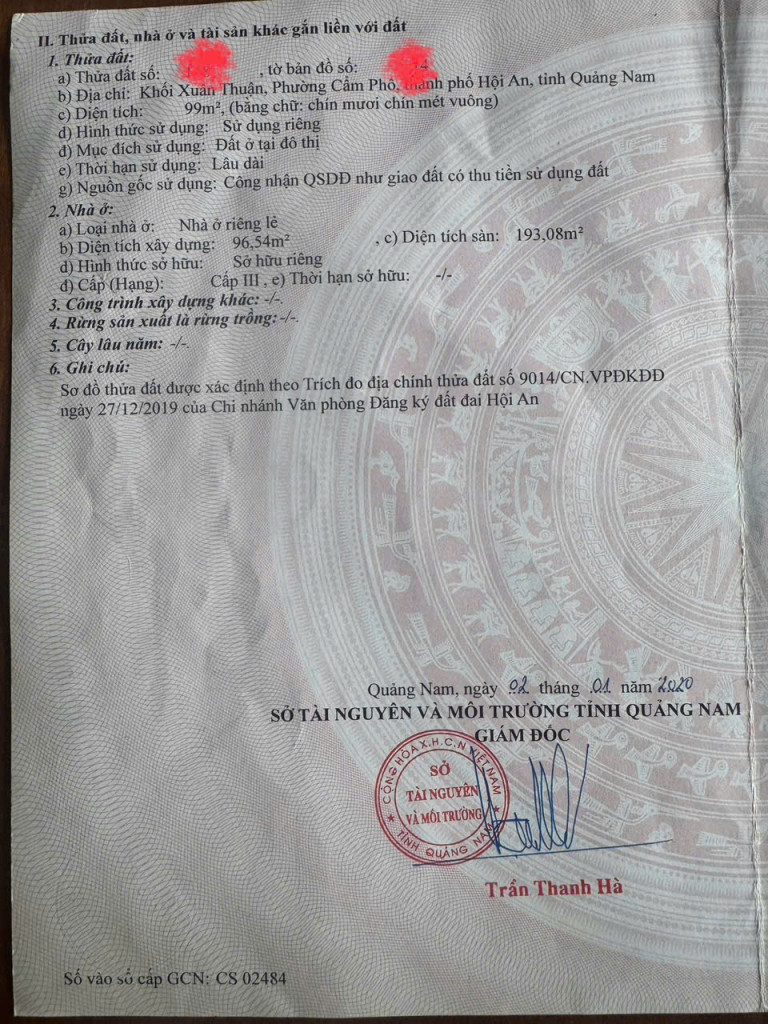 II. Thửa đất, nhà ở và tài sản khác gắn liền với đất
1. Thửa đất:
a) Thửa đất số: , tờ bản đồ số:
b) Địa chỉ: Khối Xuân Thuận, Phường Cẩm Phô, thành phố Hội An, tỉnh Quảng Nam
c) Diện tích: 99m², (bằng chữ: chín mươi chín mét vuông)
d) Hình thức sử dụng: Sử dụng riêng
đ) Mục đích sử dụng: Đất ở tại đô thị
e) Thời hạn sử dụng: Lâu dài
g) Nguồn gốc sử dụng: Công nhận QSDĐ như giao đất có thu tiền sử dụng đất
2. Nhà ở:
a) Loại nhà ở: Nhà ở riêng lẻ
b) Diện tích xây dựng: 96,54m² , c) Diện tích sàn: 193,08m²
d) Hình thức sở hữu: Sở hữu riêng
đ) Cấp (Hạng): Cấp III , e) Thời hạn sở hữu: -/-
3. Công trình xây dựng khác: -/-.
4. Rừng sản xuất là rừng trồng: -/-.
5. Cây lâu năm: -/-.
6. Ghi chú:
Sơ đồ thửa đất được xác định theo Trích đo địa chính thửa đất số 9014/CN.VPĐKĐĐ
ngày 27/12/2019 của Chi nhánh Văn phòng Đăng ký đất đai Hội An
Quảng Nam, ngày 02 tháng 01 năm 2020
SỞ TÀI NGUYÊN VÀ MÔI TRƯỜNG TỈNH QUẢNG NAM
GIÁM ĐỐC
CỘNG HÒA X.H.C.N VIỆT NAM
SỞ
TÀI NGUYÊN
VÀ MÔI TRƯỜNG
TỈNH QUẢNG NAM
Trần Thanh Hà
Số vào sổ cấp GCN: CS 02484